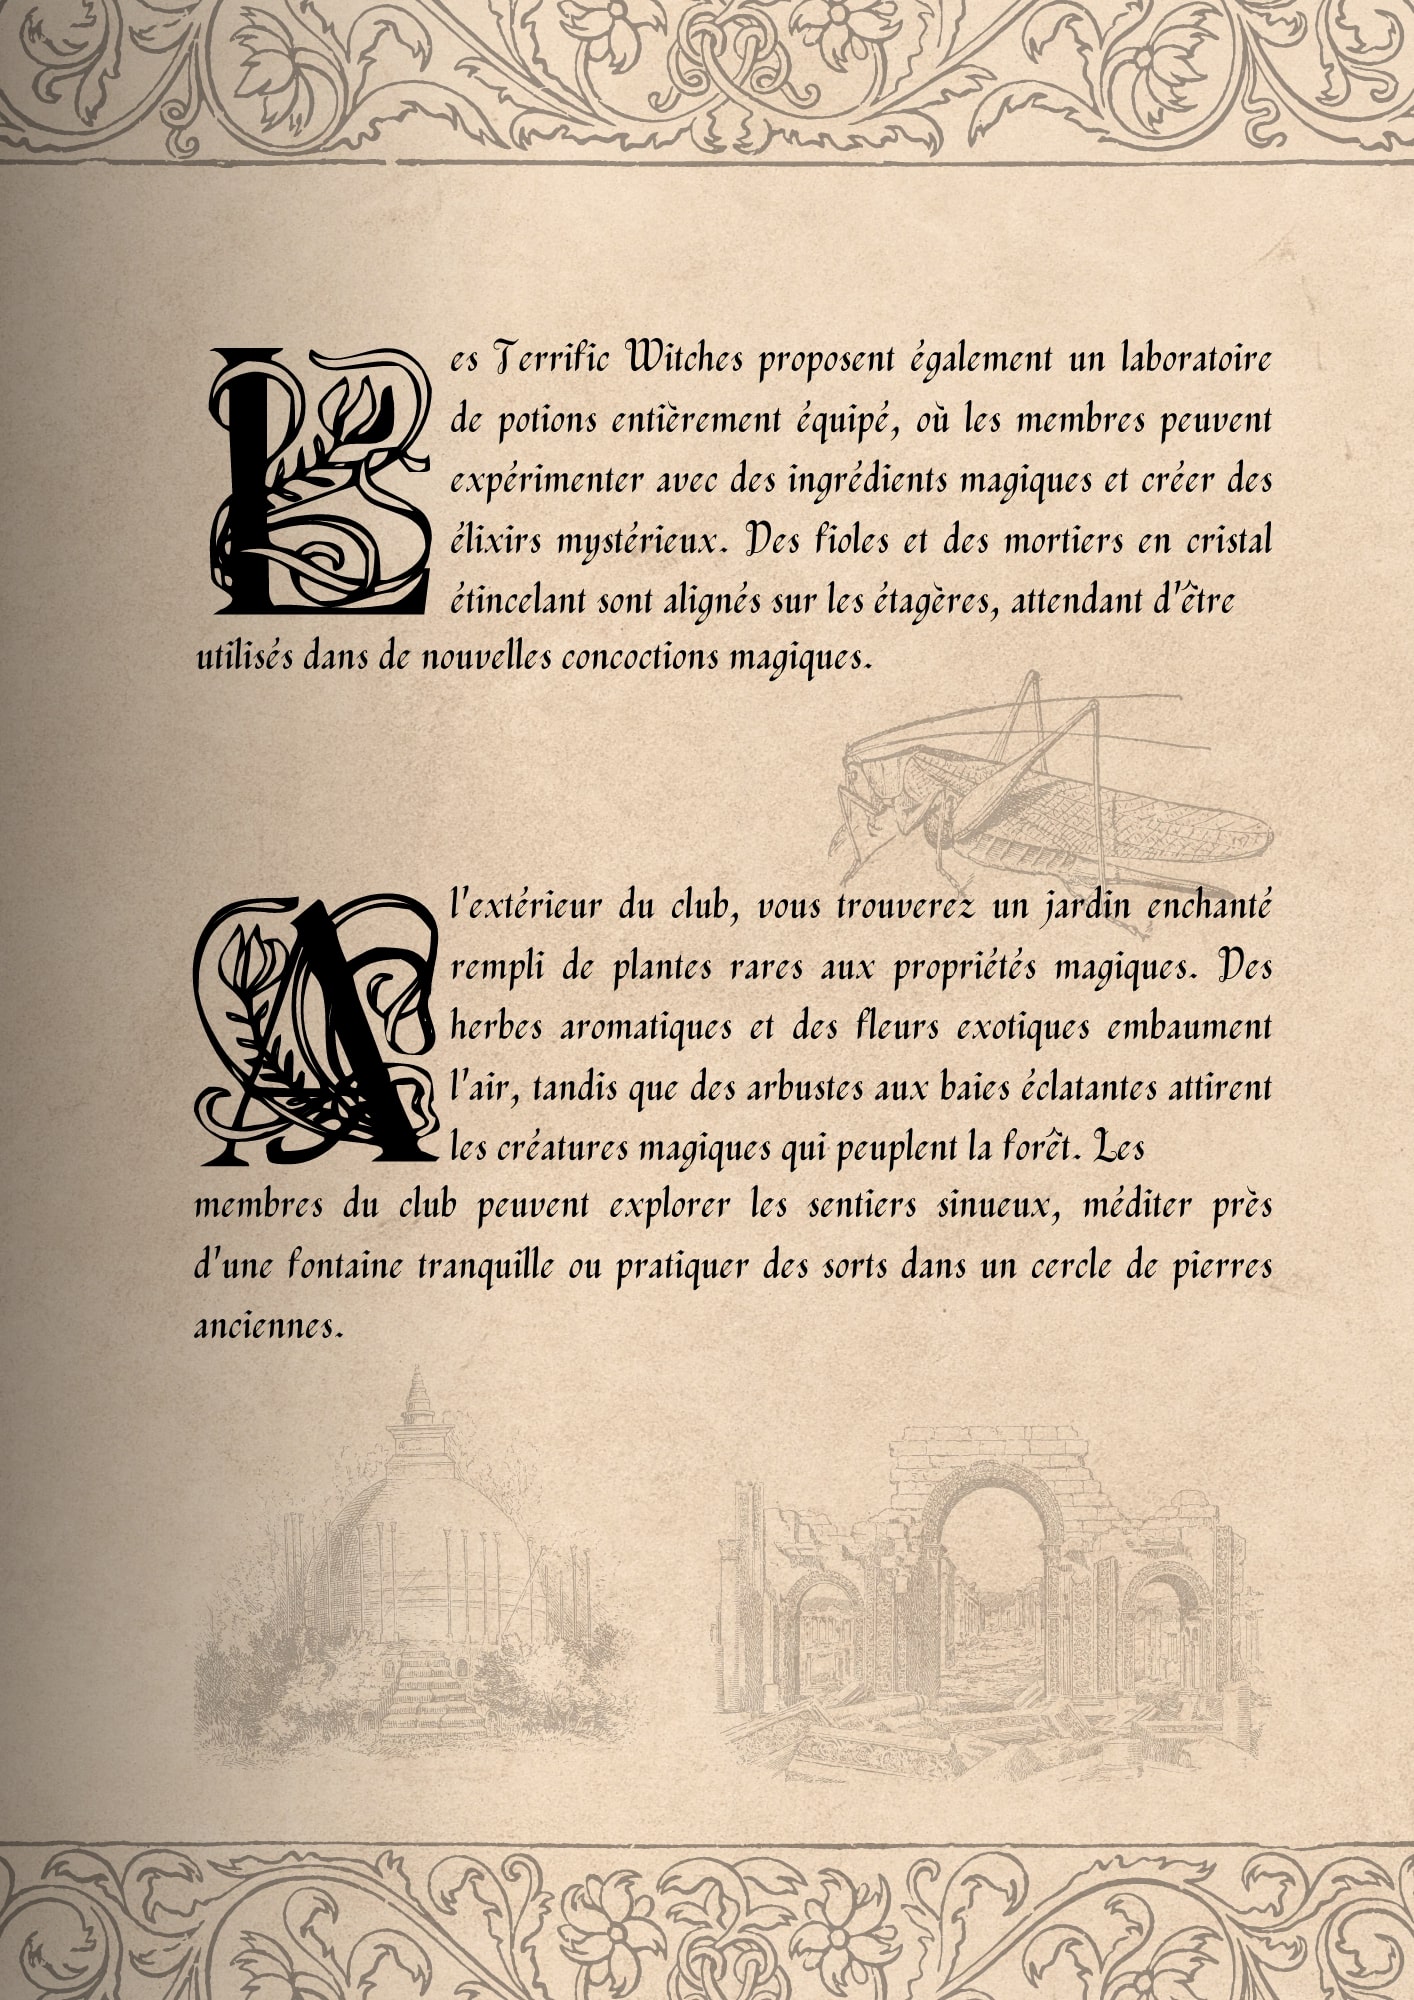 Les Terrific Witches proposent également un laboratoire
de potions entièrement équipé, où les membres peuvent
expérimenter avec des ingrédients magiques et créer des
élixirs mystérieux. Des fioles et des mortiers en cristal
étincelant sont alignés sur les étagères, attendant d'être
utilisés dans de nouvelles concoctions magiques.
A l'extérieur du club, vous trouverez un jardin enchanté
rempli de plantes rares aux propriétés magiques. Des
herbes aromatiques et des fleurs exotiques embaument
l'air, tandis que des arbustes aux baies éclatantes attirent
les créatures magiques qui peuplent la forêt. Les
membres du club peuvent explorer les sentiers sinueux, méditer près
d'une fontaine tranquille ou pratiquer des sorts dans un cercle de pierres
anciennes.